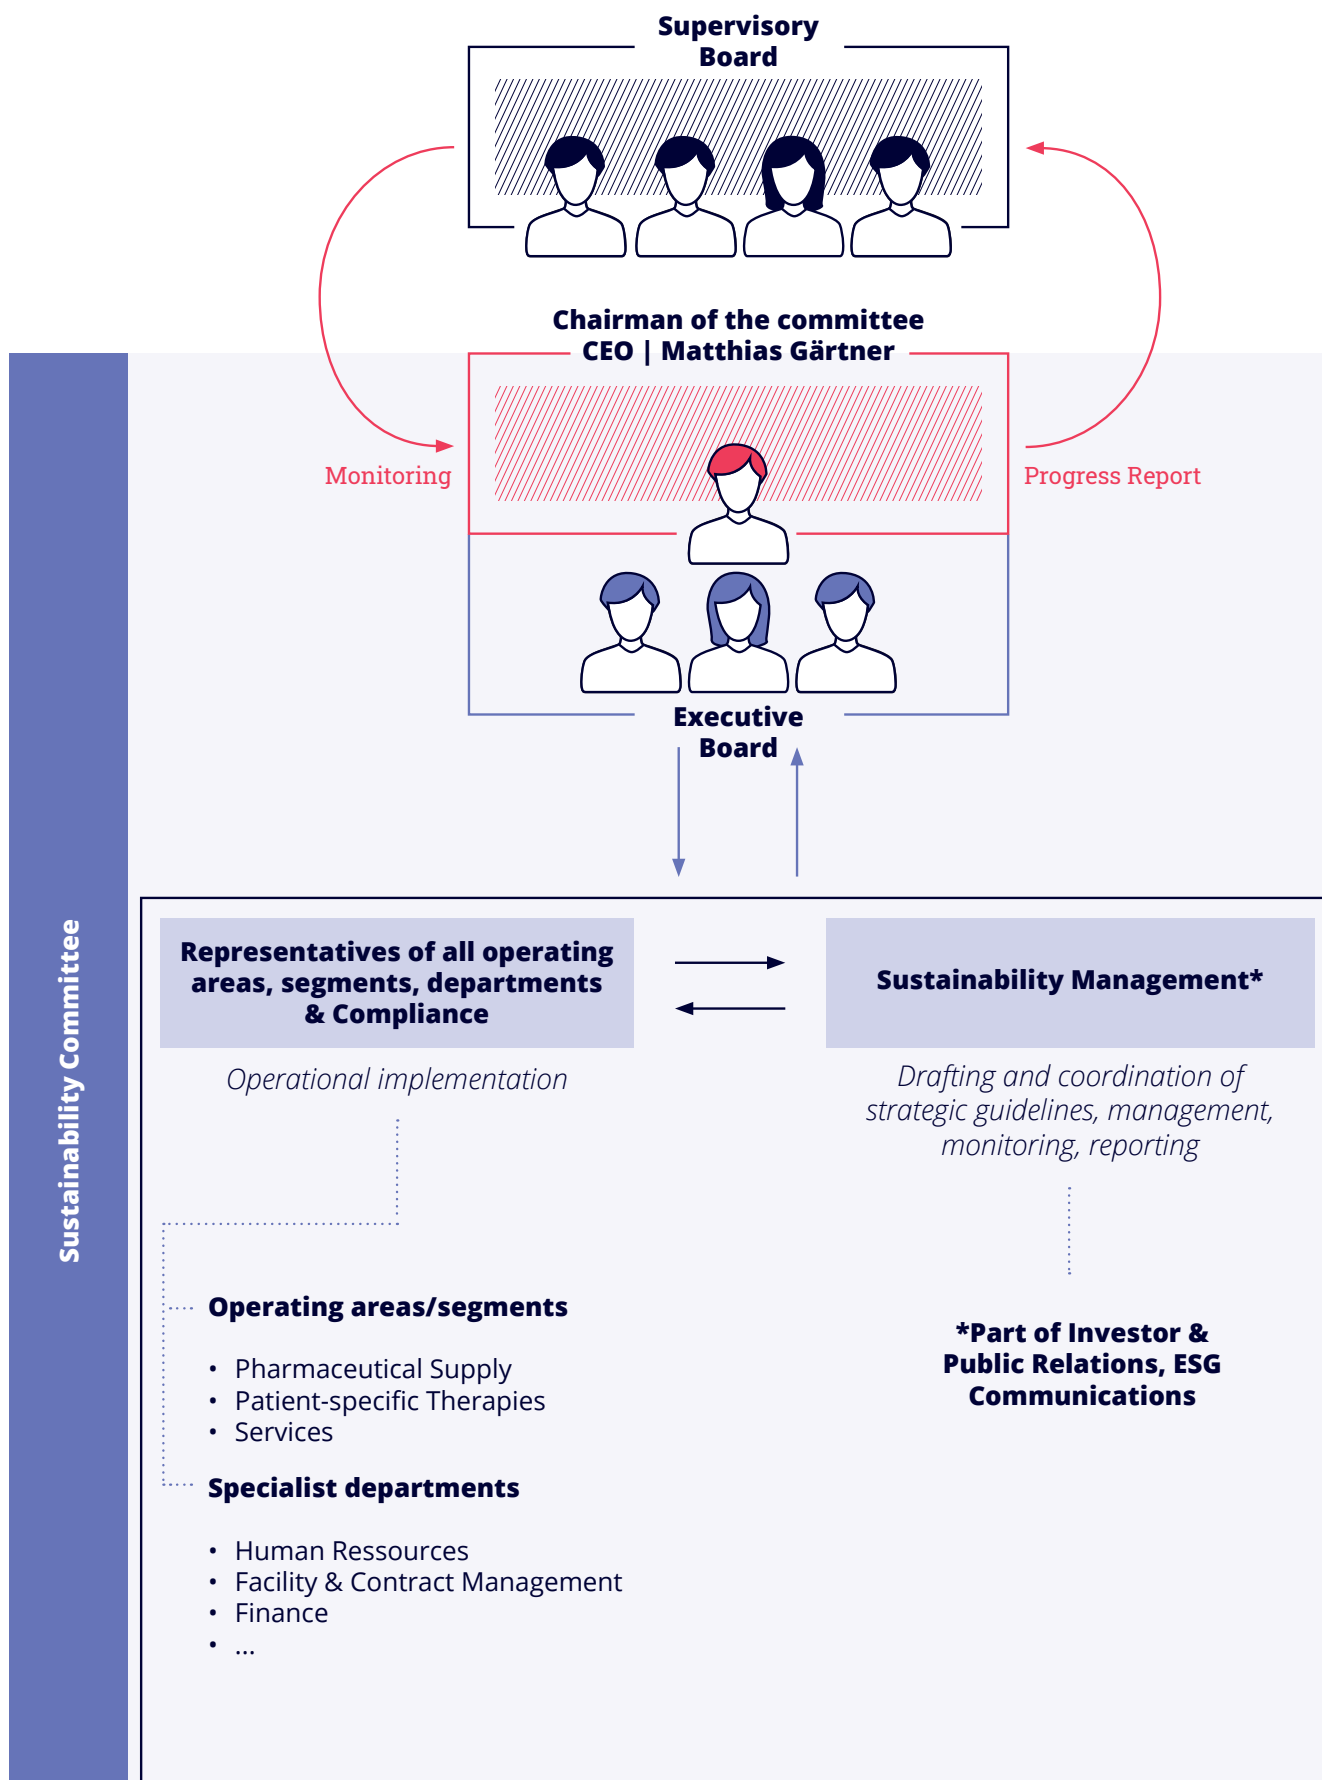 Supervisory
Board
Chairman of the committee
CEO | Matthias Gärtner
Monitoring
Progress Report
Executive
Board
Sustainability Committee
Representatives of all operating
areas, segments, departments
& Compliance
Operational implementation
Sustainability Management*
Drafting and coordination of
strategic guidelines, management,
monitoring, reporting
Operating areas/segments
• Pharmaceutical Supply
• Patient-specific Therapies
• Services
Specialist departments
• Human Ressources
• Facility & Contract Management
• Finance
• ...
*Part of Investor &
Public Relations, ESG
Communications